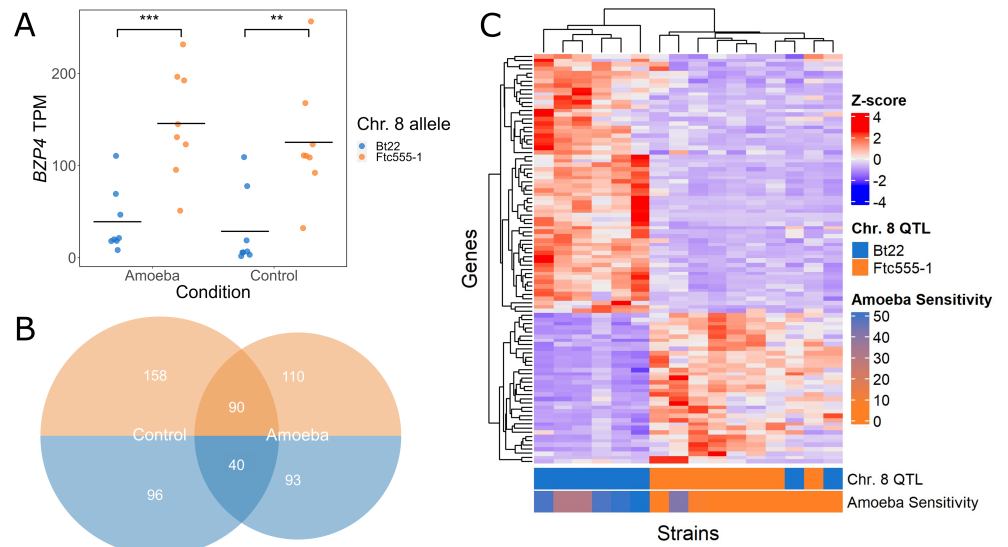 A
***
**
200
100
0
BZP4 TPM
Amoeba
Control
Condition
Chr. 8 allele
Bt22
Ftc555-1
B
158
110
90
Control
Amoeba
40
96
93
C
Genes
Z-score
4
2
0
-2
-4
Chr. 8 QTL
Bt22
Ftc555-1
Amoeba Sensitivity
50
40
30
20
10
0
Chr. 8 QTL
Amoeba Sensitivity
Strains